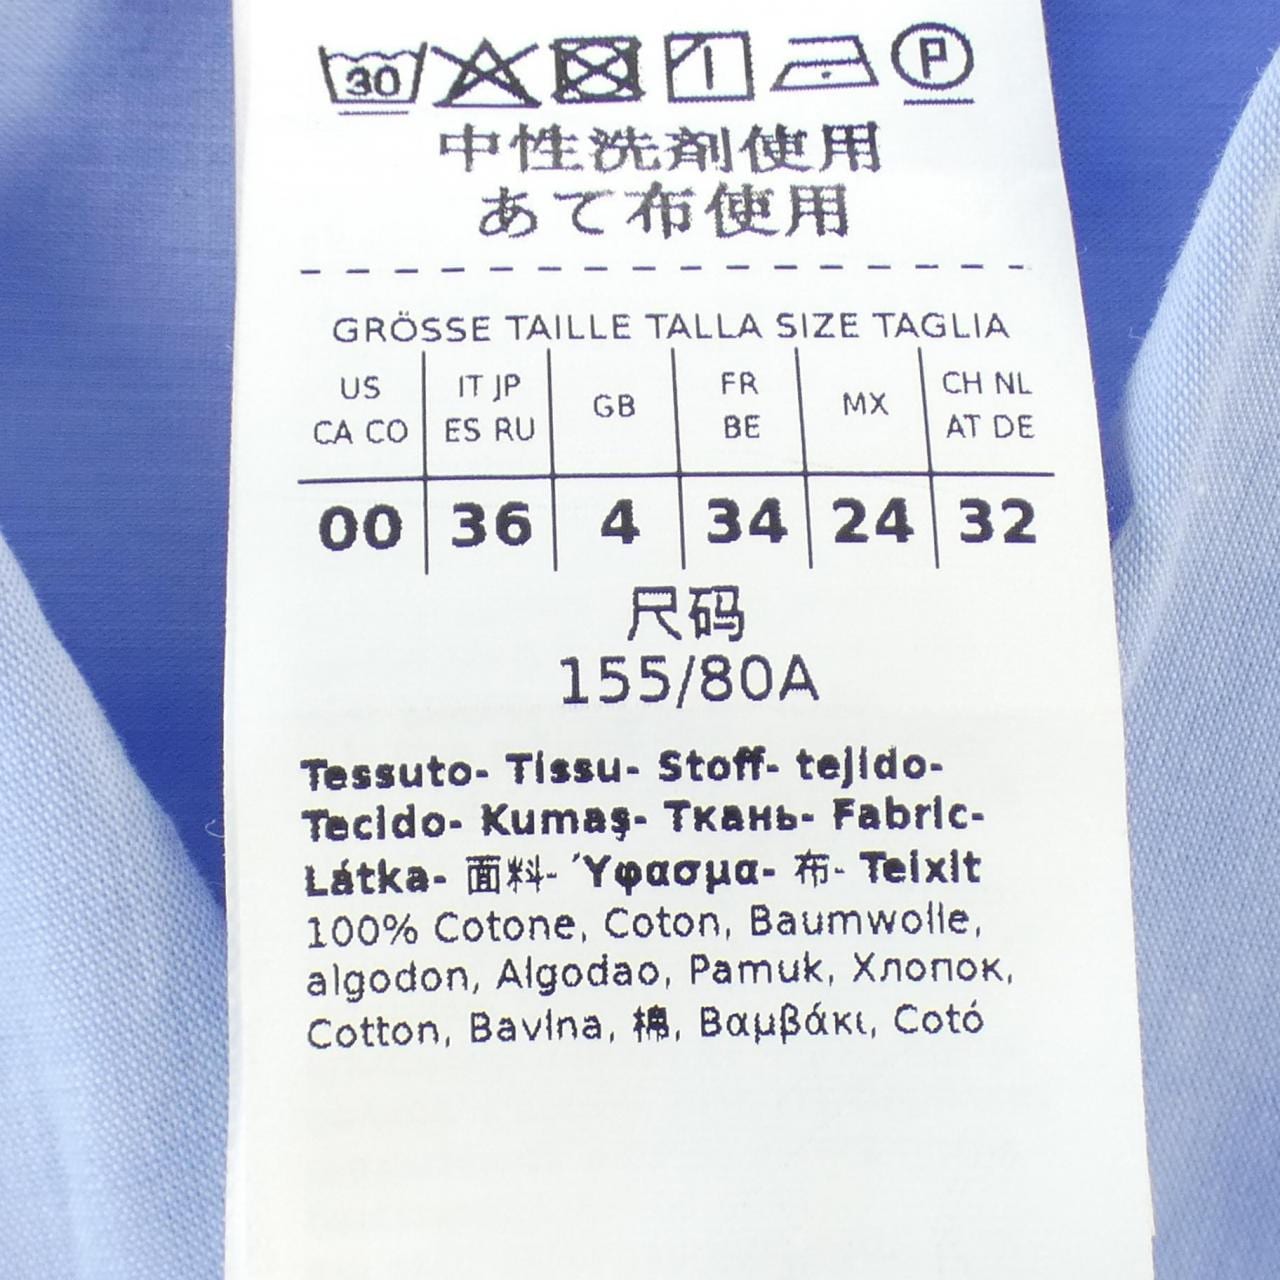 30 P
中性洗剤使用
あて布使用
GRÖSSE TAILLE TALLA SIZE TAGLIA
US CA CO
IT JP ES RU
GB
FR BE
MX
CH NL AT DE
00 36 4 34 24 32
尺码
155/80A
Tessuto- Tissu- Stoff- tejido-
Tecido- Kumaş- Ткань- Fabric-
Látka- 面料- Ύφασμα- 布- Teixit
100% Cotone, Coton, Baumwolle,
algodon, Algodao, Pamuk, Хлопок,
Cotton, Bavlna, 棉, Βαμβάκι, Cotó